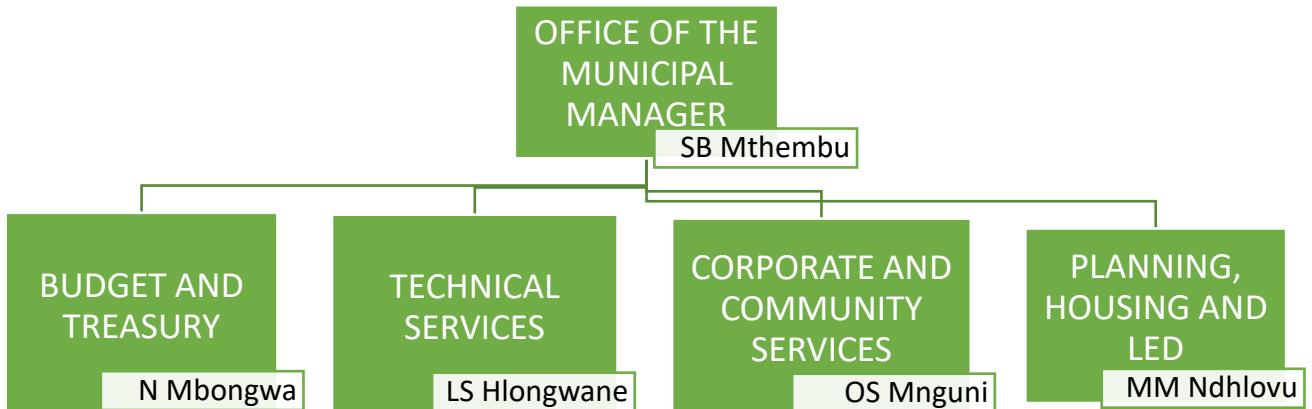 OFFICE OF THE
MUNICIPAL
MANAGER
SB Mthembu
BUDGET AND
TREASURY
N Mbongwa
TECHNICAL
SERVICES
LS Hlongwane
CORPORATE AND
COMMUNITY
SERVICES
OS Mnguni
PLANNING,
HOUSING AND
LED
MM Ndhlovu